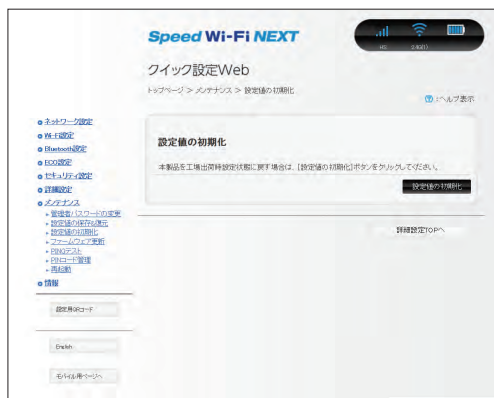 Speed Wi-Fi NEXT
クイック設定Web
トップページ > メンテナンス > 設定値の初期化
:ヘルプ表示
ネットワーク設定
Wi-Fi設定
Bluetooth設定
ECO設定
セキュリティ設定
詳細設定
メンテナンス
管理者パスワードの変更
設定値の保存&復元
設定値の初期化
ファームウェア更新
PINGテスト
PINコード管理
再起動
情報
設定用QRコード
English
モバイル用ページへ
設定値の初期化
本製品を工場出荷時設定状態に戻す場合は、[設定値の初期化]ボタンをクリックしてください。
設定値の初期化
詳細設定TOPへ